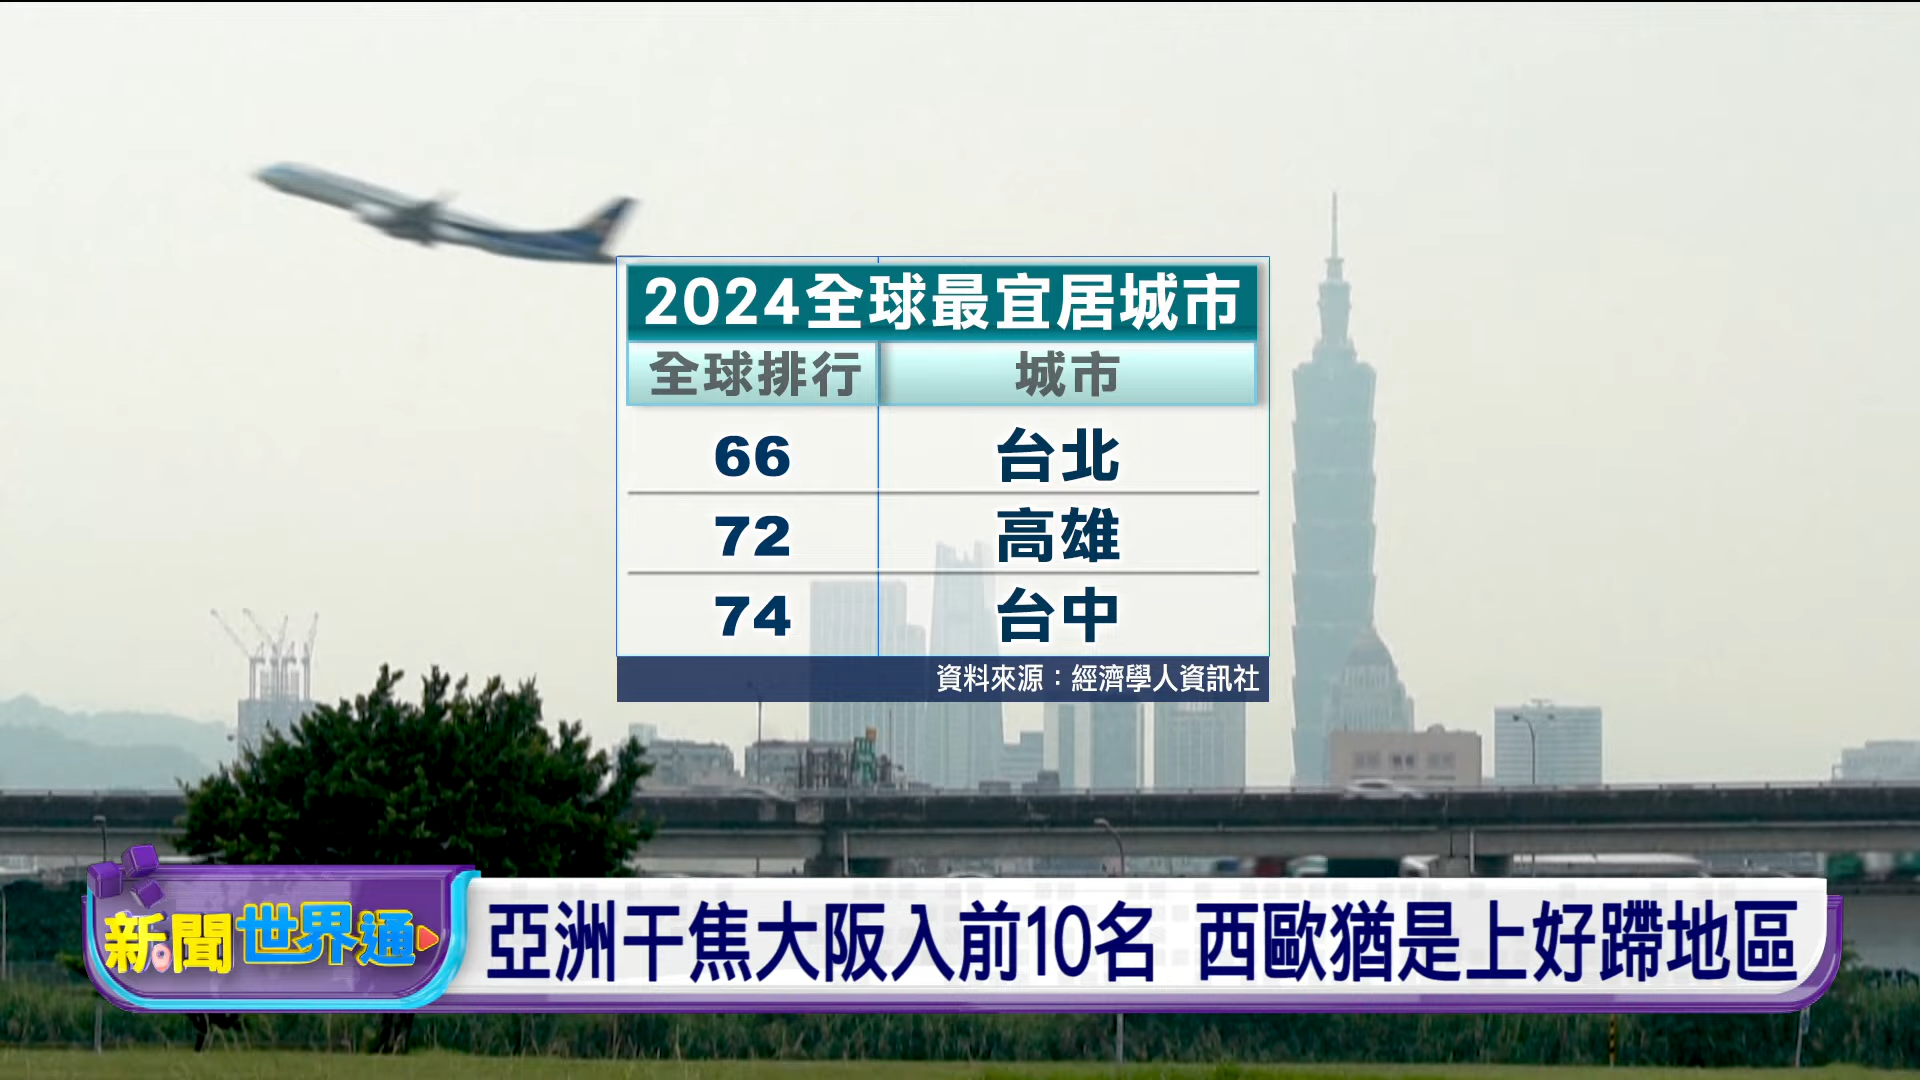 2024全球最宜居城市
全球排行 城市
66 台北
72 高雄
74 台中
資料來源：經濟學人資訊社
新聞世界通
亞洲干焦大阪入前10名 西歐猶是上好蹛地區